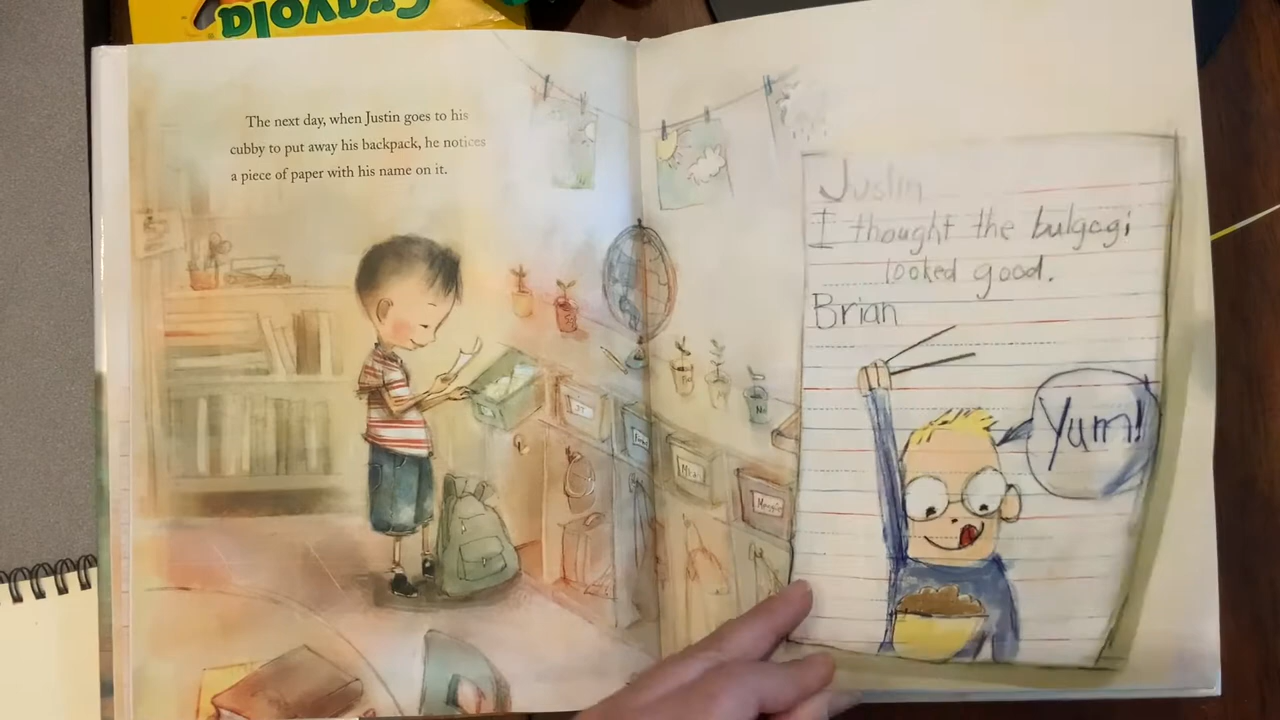 Crayola
The next day, when Justin goes to his
cubby to put away his backpack, he notices
a piece of paper with his name on it.
Justin
I thought the bulgogi
looked good.
Brian
Yum!